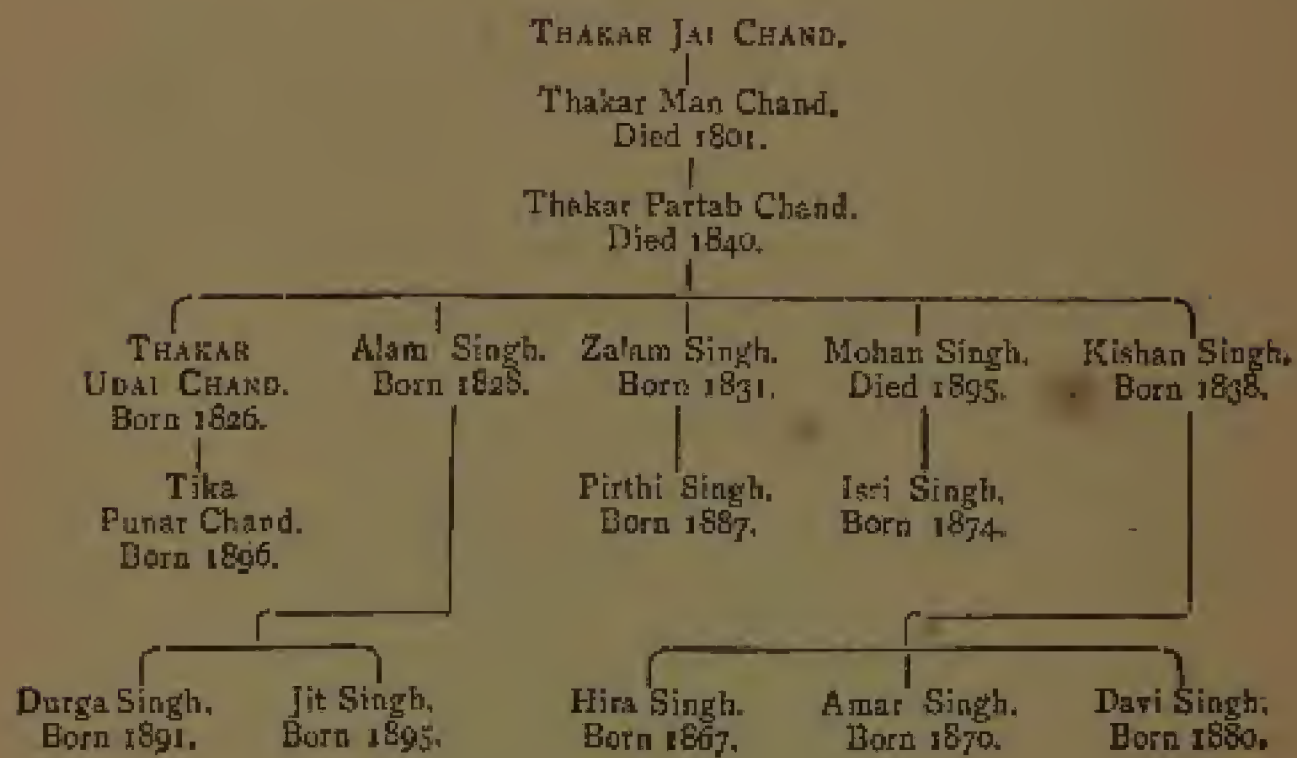 THAKAR JAI CHAND.
Thakar Man Chand.
Died 1801.
Thakar Partab Chand.
Died 1840.
THAKAR
UDAI CHAND.
Born 1826.
Alam Singh.
Born 1828.
Zalam Singh.
Born 1831.
Mohan Singh.
Died 1895.
Kishan Singh.
Born 1838.
Tika
Punar Chand.
Born 1896.
Pirthi Singh.
Born 1887.
Isri Singh.
Born 1874.
Durga Singh.
Born 1891.
Jit Singh.
Born 1895.
Hira Singh.
Born 1867.
Amar Singh.
Born 1870.
Davi Singh.
Born 1880.